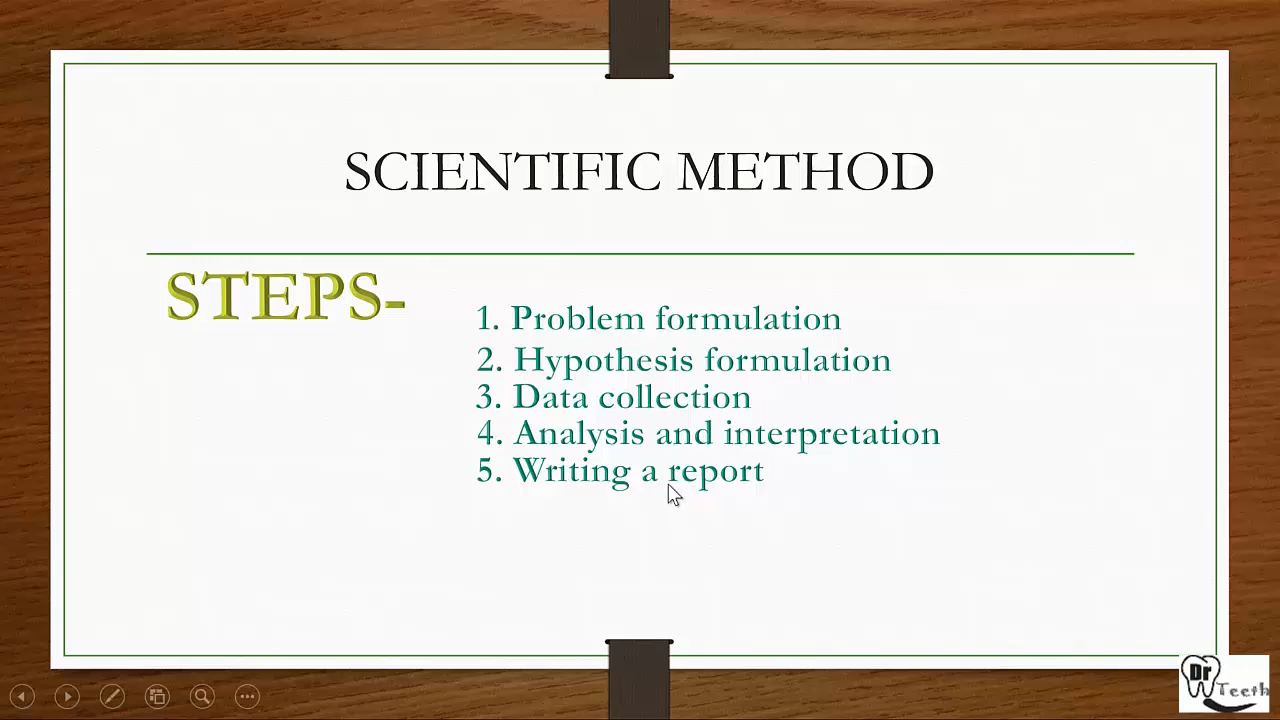 SCIENTIFIC METHOD
STEPS-
1. Problem formulation
2. Hypothesis formulation
3. Data collection
4. Analysis and interpretation
5. Writing a report
Dr
Teeth